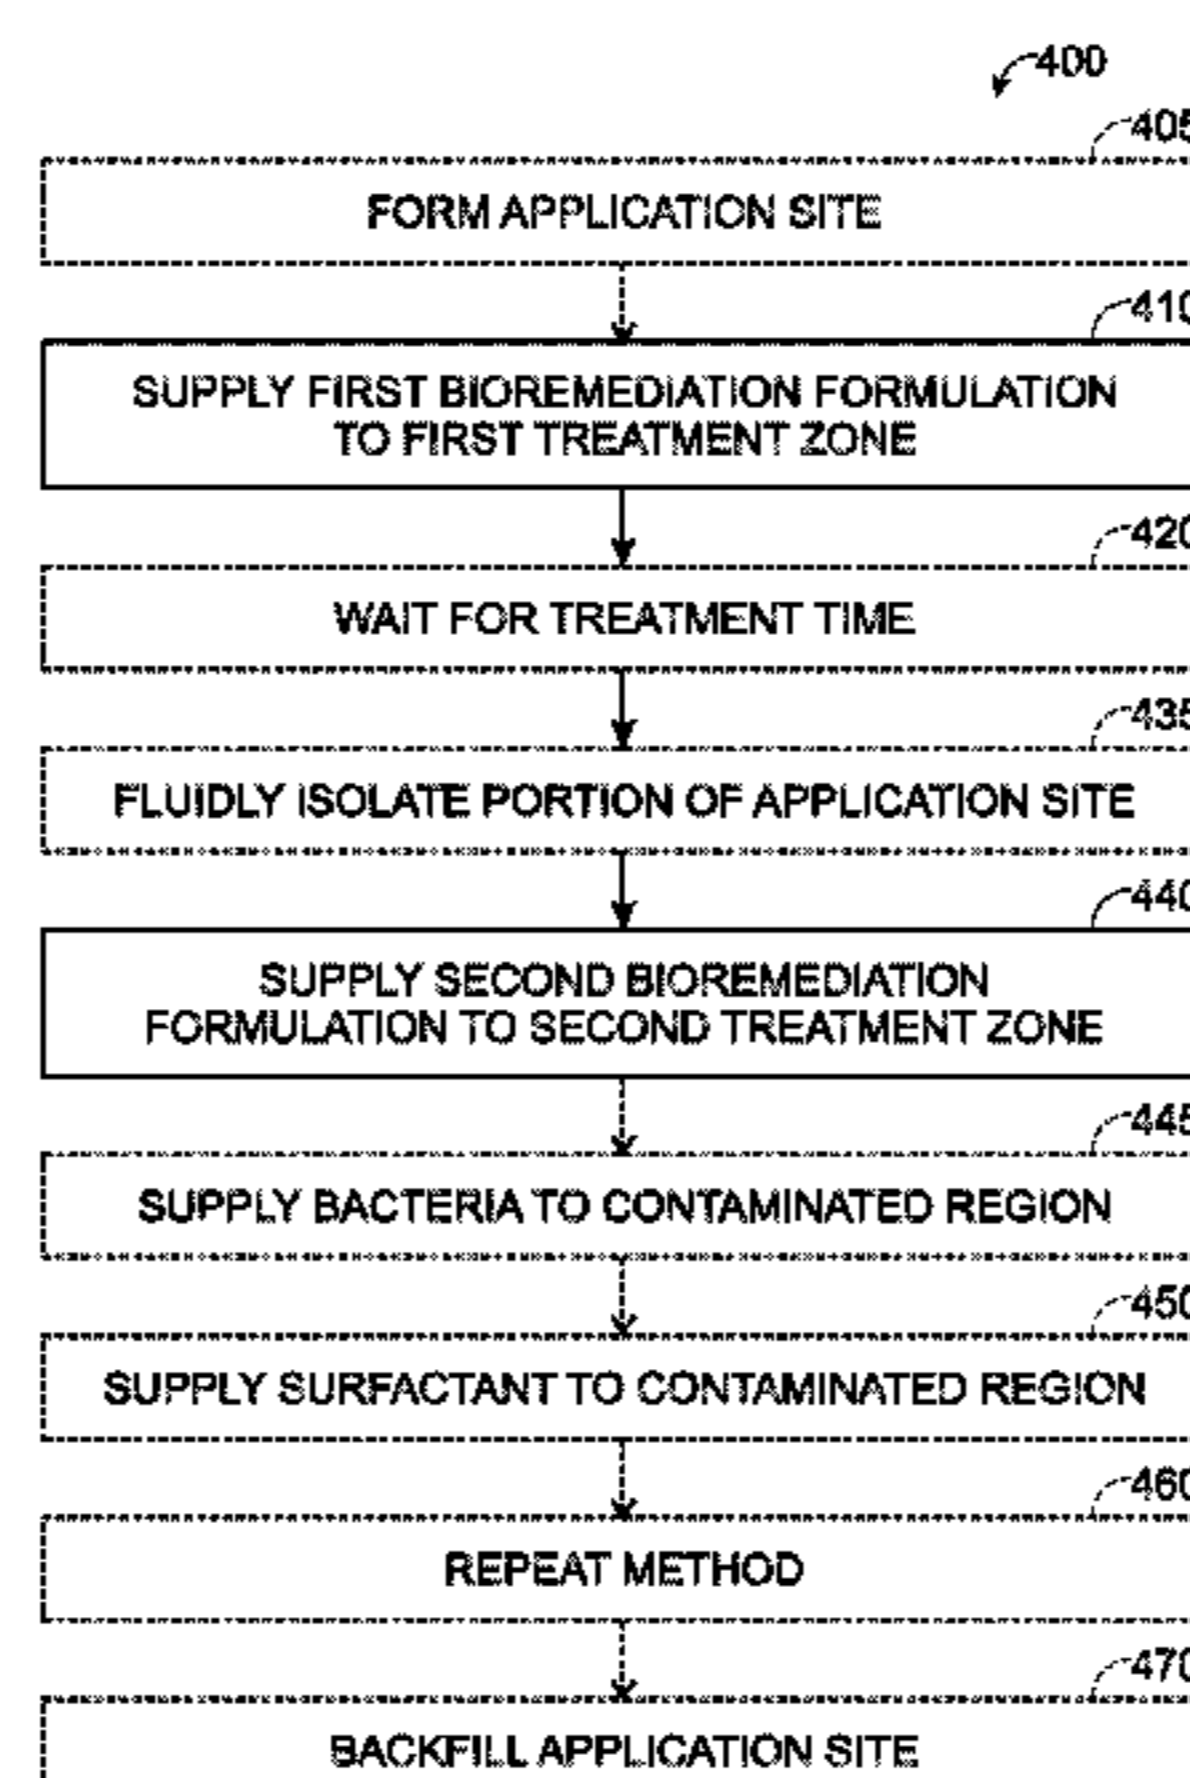 400
405
FORM APPLICATION SITE
410
SUPPLY FIRST BIOREMEDIATION FORMULATION
TO FIRST TREATMENT ZONE
420
WAIT FOR TREATMENT TIME
435
FLUIDLY ISOLATE PORTION OF APPLICATION SITE
440
SUPPLY SECOND BIOREMEDIATION
FORMULATION TO SECOND TREATMENT ZONE
445
SUPPLY BACTERIA TO CONTAMINATED REGION
450
SUPPLY SURFACTANT TO CONTAMINATED REGION
460
REPEAT METHOD
470
BACKFILL APPLICATION SITE